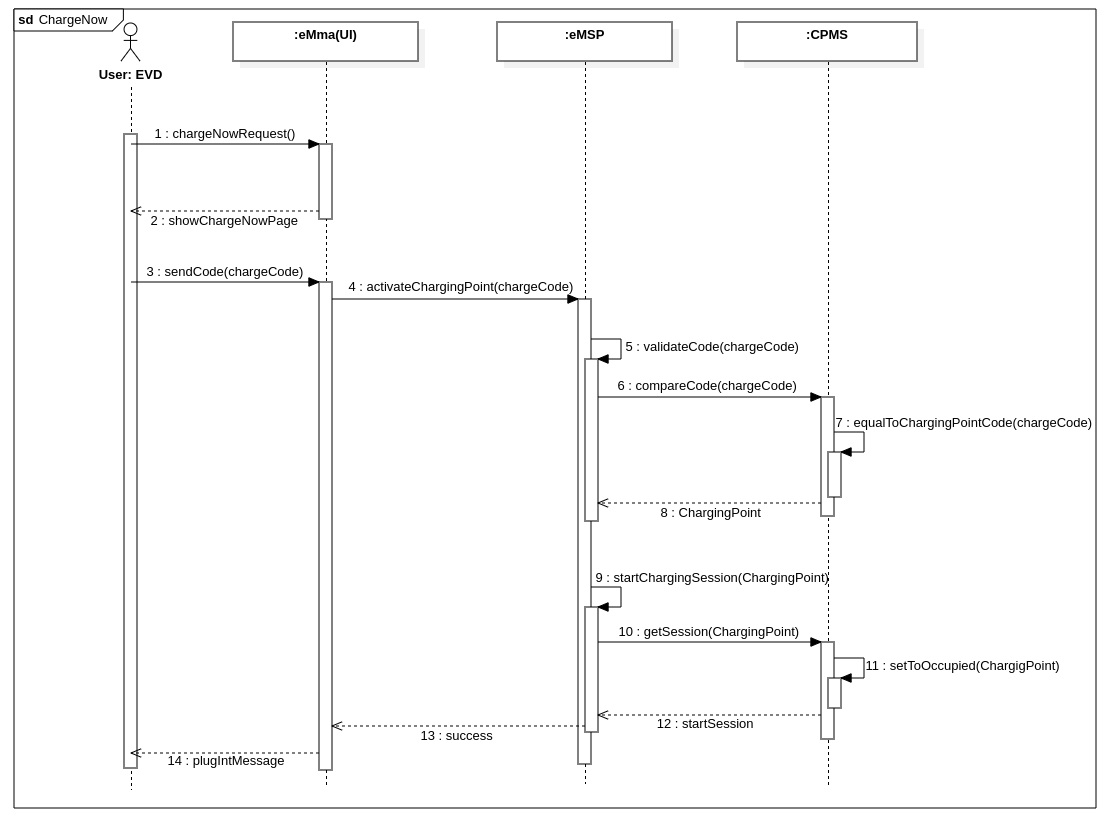 sd ChargeNow
:eMma(UI)
:eMSP
:CPMS
User: EVD
1 : chargeNowRequest()
2 : showChargeNowPage
3 : sendCode(chargeCode)
4 : activateChargingPoint(chargeCode)
5 : validateCode(chargeCode)
6 : compareCode(chargeCode)
7 : equalToChargingPointCode(chargeCode)
8 : ChargingPoint
9 : startChargingSession(ChargingPoint)
10 : getSession(ChargingPoint)
11 : setToOccupied(ChargigPoint)
12 : startSession
13 : success
14 : plugIntMessage